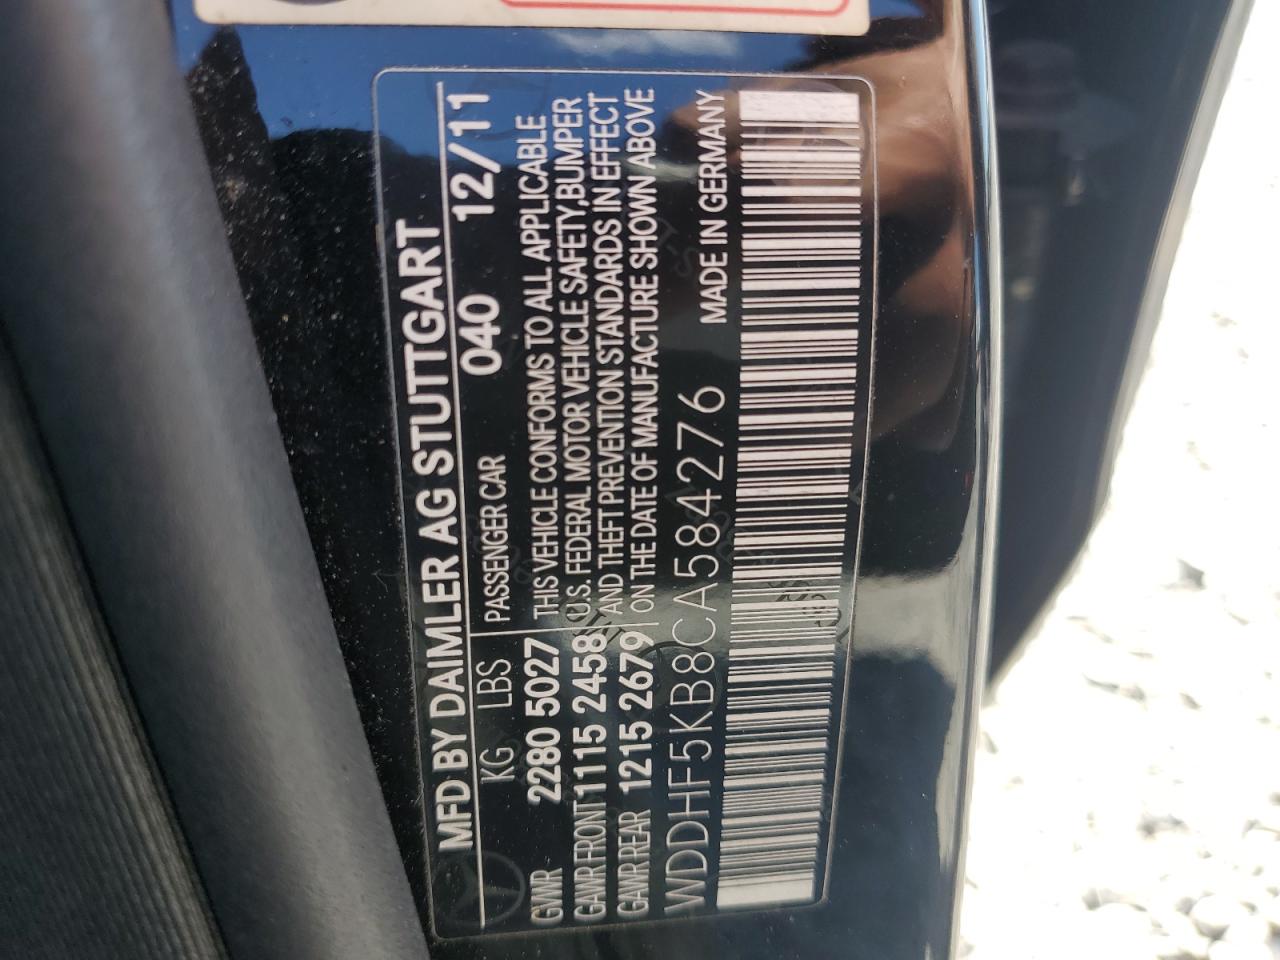 MFD BY DAIMLER AG STUTTGART
KG LBS PASSENGER CAR 040 12/11
GVWR 2280 5027 THIS VEHICLE CONFORMS TO ALL APPLICABLE
GAWR FRONT 1115 2458 U.S. FEDERAL MOTOR VEHICLE SAFETY,BUMPER
AND THEFT PREVENTION STANDARDS IN EFFECT
GAWR REAR 1215 2679 ON THE DATE OF MANUFACTURE SHOWN ABOVE
WDDHF5KB8CA584276 MADE IN GERMANY